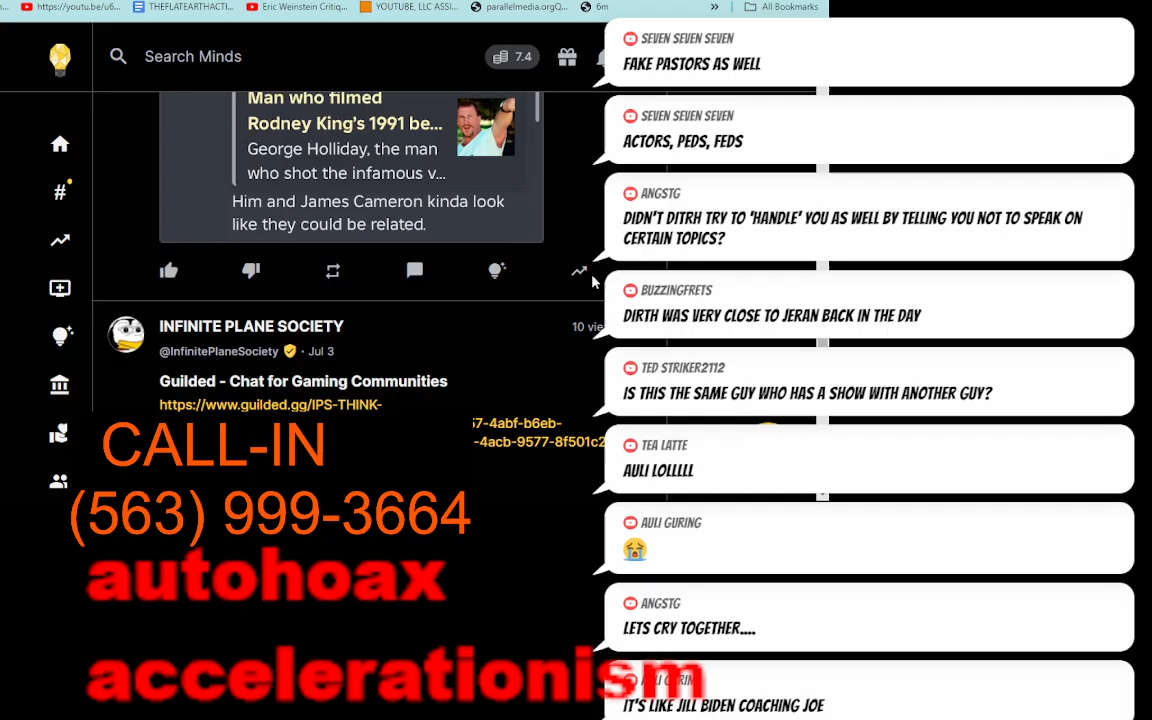 https://youtu.be/u6...
THEFLATEARTHACTI...
Eric Weinstein Critiq...
YOUTUBE, LLC ASSI...
parallelmedia.orgQ...
6m
»
All Bookmarks
Search Minds
7.4
Man who filmed
Rodney King's 1991 be...
George Holliday, the man
who shot the infamous v...
Him and James Cameron kinda look
like they could be related.
INFINITE PLANE SOCIETY
10 vie
@InfinitePlaneSociety · Jul 3
Guilded - Chat for Gaming Communities
https://www.guilded.gg/IPS-THINK-
57-4abf-b6eb-
-4acb-9577-8f501c2
CALL-IN
(563) 999-3664
autohoax
accelerationism
SEVEN SEVEN SEVEN
FAKE PASTORS AS WELL
SEVEN SEVEN SEVEN
ACTORS, PEDS, FEDS
ANGSTG
DIDN'T DITRH TRY TO 'HANDLE' YOU AS WELL BY TELLING YOU NOT TO SPEAK ON
CERTAIN TOPICS?
BUZZINGFRETS
DIRTH WAS VERY CLOSE TO JERAN BACK IN THE DAY
TED STRIKER2112
IS THIS THE SAME GUY WHO HAS A SHOW WITH ANOTHER GUY?
TEA LATTE
AULI LOLLLLL
AULI GURING
😭
ANGSTG
LETS CRY TOGETHER....
AULI GURING
IT'S LIKE JILL BIDEN COACHING JOE